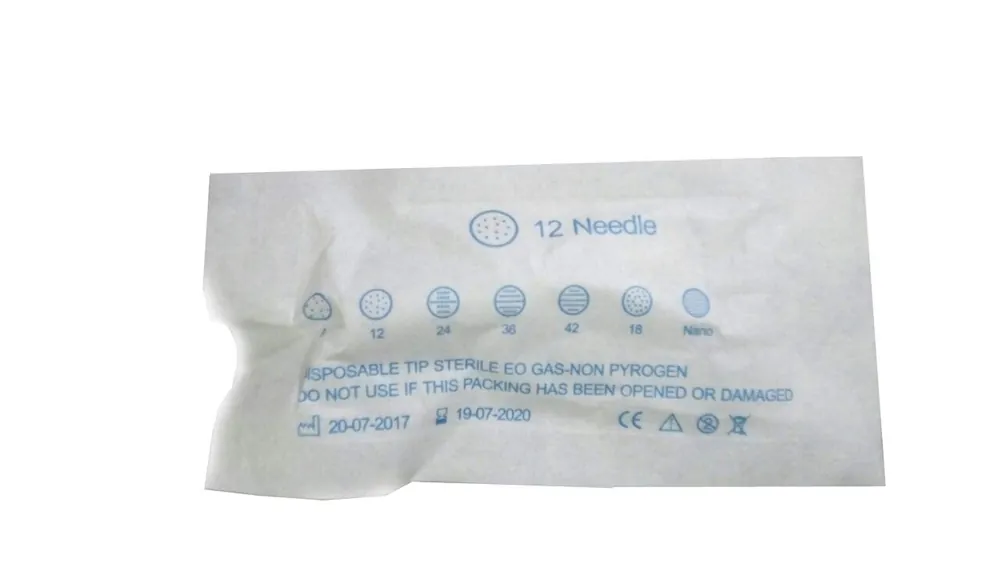 12 Needle
12 24 36 42 18 Nano
DISPOSABLE TIP STERILE EO GAS-NON PYROGEN
DO NOT USE IF THIS PACKING HAS BEEN OPENED OR DAMAGED
20-07-2017 19-07-2020 CE